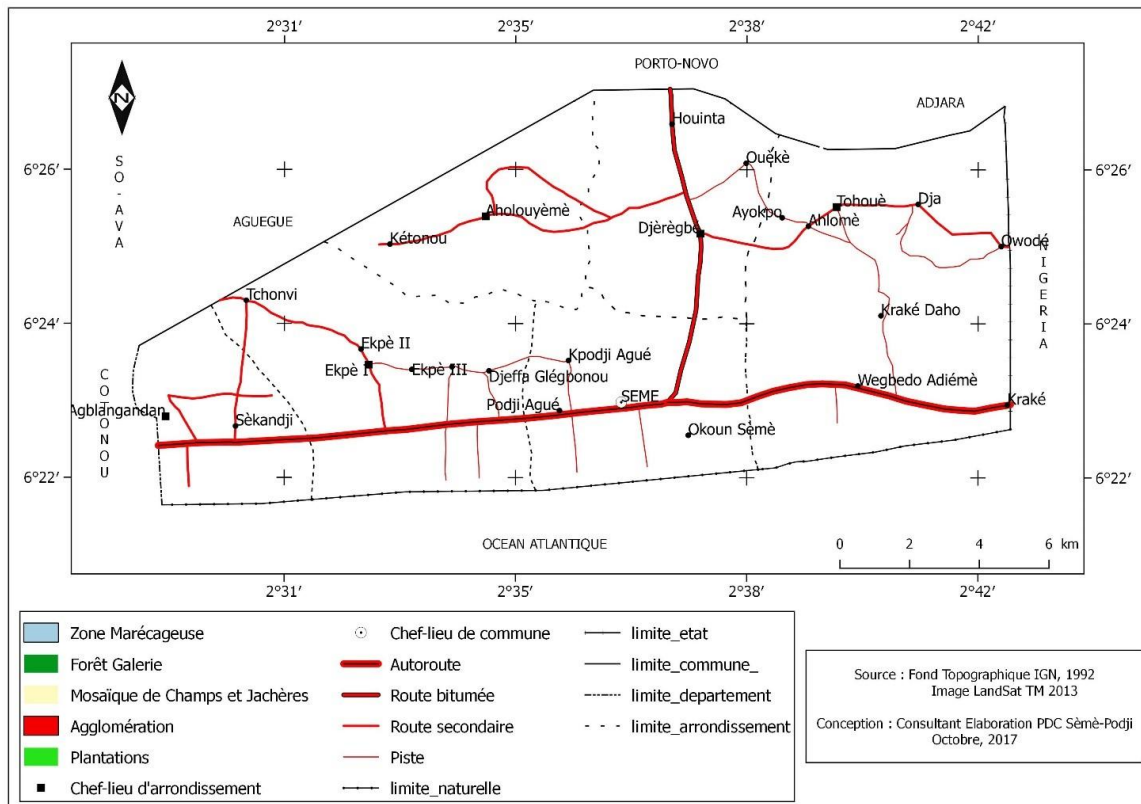 2°31′ 2°35′ 2°38′ 2°42′
PORTO-NOVO
ADJARA
N
Houinta
6°26′ 6°26′
SO-AVA
Ouékè
AGUEGUE
Aholouyèmè
Ayokpo
Tohouè
Dja
Ahlomè
Djèrègbé
Kétonou
Owodé
NIGERIA
Tchonvi
6°24′ 6°24′
Kraké Daho
Ekpè II
Ekpè I
Ekpè III
Kpodji Agué
Djeffa Glégbonou
Wegbedo Adiémè
COTONOU
Agblangandan
Podji Agué
SEME
Kraké
Sèkandji
Okoun Sèmè
6°22′ 6°22′
OCEAN ATLANTIQUE
0 2 4 6 km
2°31′ 2°35′ 2°38′ 2°42′
Zone Marécageuse
Forêt Galerie
Mosaïque de Champs et Jachères
Agglomération
Plantations
Chef-lieu d'arrondissement
Chef-lieu de commune
Autoroute
Route bitumée
Route secondaire
Piste
limite_naturelle
limite_etat
limite_commune_
limite_departement
limite_arrondissement
Source : Fond Topographique IGN, 1992
Image LandSat TM 2013
Conception : Consultant Elaboration PDC Sèmè-Podji
Octobre, 2017